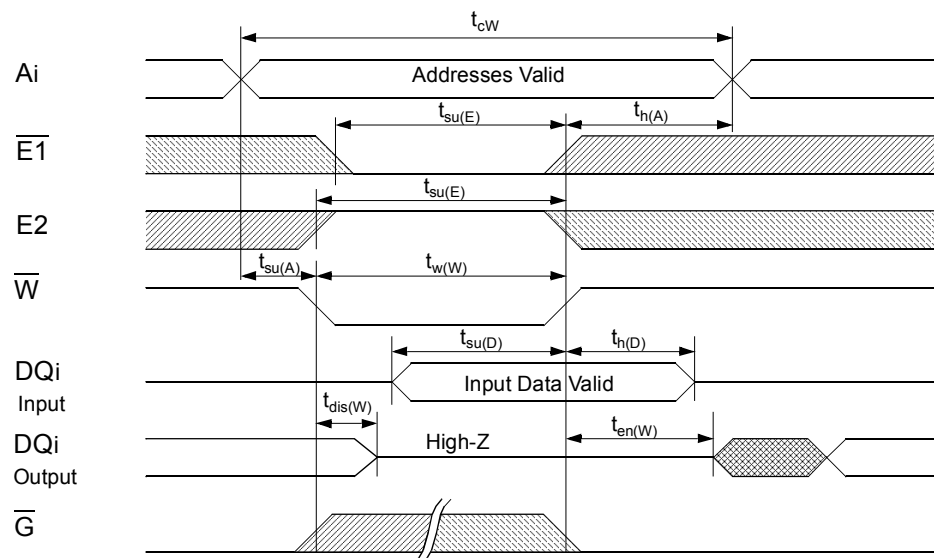 t_cW
Ai
Addresses Valid
t_su(E)
t_h(A)
E1
t_su(E)
E2
t_su(A)
t_w(W)
W
t_su(D)
t_h(D)
DQi
Input
Input Data Valid
t_dis(W)
t_en(W)
DQi
Output
High-Z
G